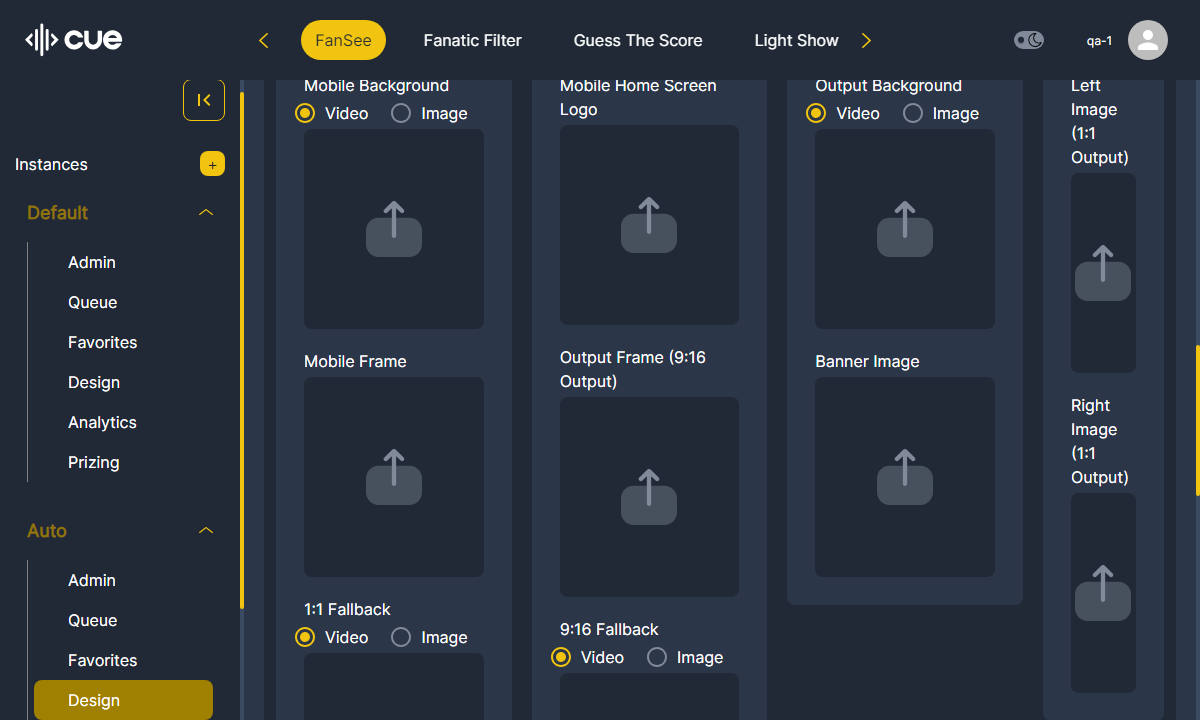 cue
FanSee
Fanatic Filter
Guess The Score
Light Show
qa-1
Instances
+
Default
Admin
Queue
Favorites
Design
Analytics
Prizing
Auto
Admin
Queue
Favorites
Design
Mobile Background
Video
Image
Mobile Frame
1:1 Fallback
Video
Image
Mobile Home Screen
Logo
Output Frame (9:16
Output)
9:16 Fallback
Video
Image
Output Background
Video
Image
Banner Image
Left
Image
(1:1
Output)
Right
Image
(1:1
Output)